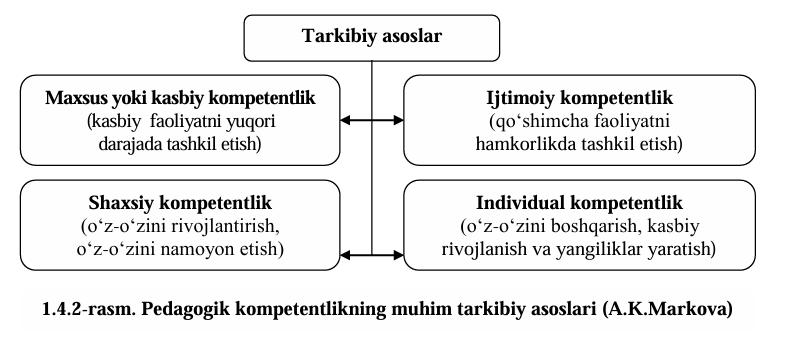 Tarkibiy asoslar
Maxsus yoki kasbiy kompetentlik
(kasbiy faoliyatni yuqori
darajada tashkil etish)
Ijtimoiy kompetentlik
(qo‘shimcha faoliyatni
hamkorlikda tashkil etish)
Shaxsiy kompetentlik
(o‘z-o‘zini rivojlantirish,
o‘z-o‘zini namoyon etish)
Individual kompetentlik
(o‘z-o‘zini boshqarish, kasbiy
rivojlanish va yangiliklar yaratish)
1.4.2-rasm. Pedagogik kompetentlikning muhim tarkibiy asoslari (A.K.Markova)